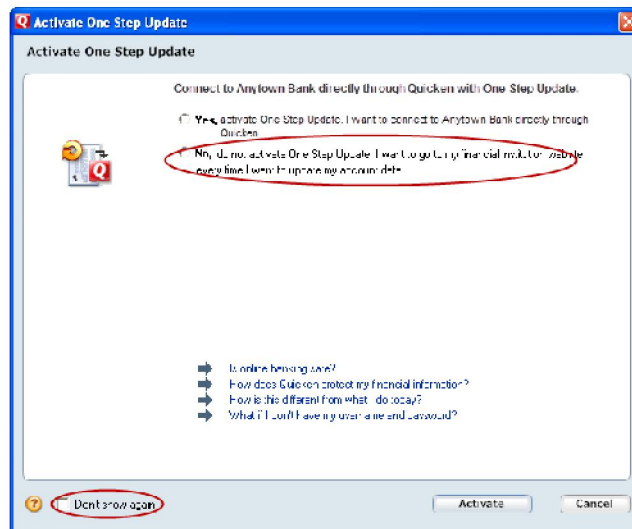 Activate One Step Update
Activate One Step Update
Connect to Anytown Bank directly through Quicken with One Step Update.
Yes, activate One Step Update. I want to connect to Anytown Bank directly through
Quicken
No, do not activate One Step Update. I want to go to my financial institution website
every time I want to update my account data
Is online banking safe?
How does Quicken protect my financial information?
How is this different from what I do today?
What if I don't have my username and password?
Don't show again
Activate
Cancel